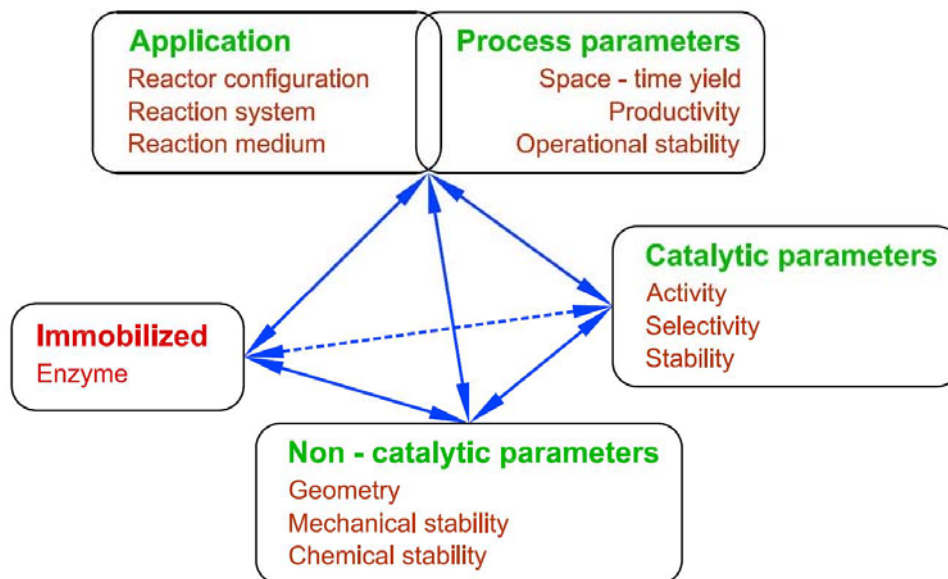 Application
Reactor configuration
Reaction system
Reaction medium
Process parameters
Space - time yield
Productivity
Operational stability
Catalytic parameters
Activity
Selectivity
Stability
Immobilized
Enzyme
Non - catalytic parameters
Geometry
Mechanical stability
Chemical stability